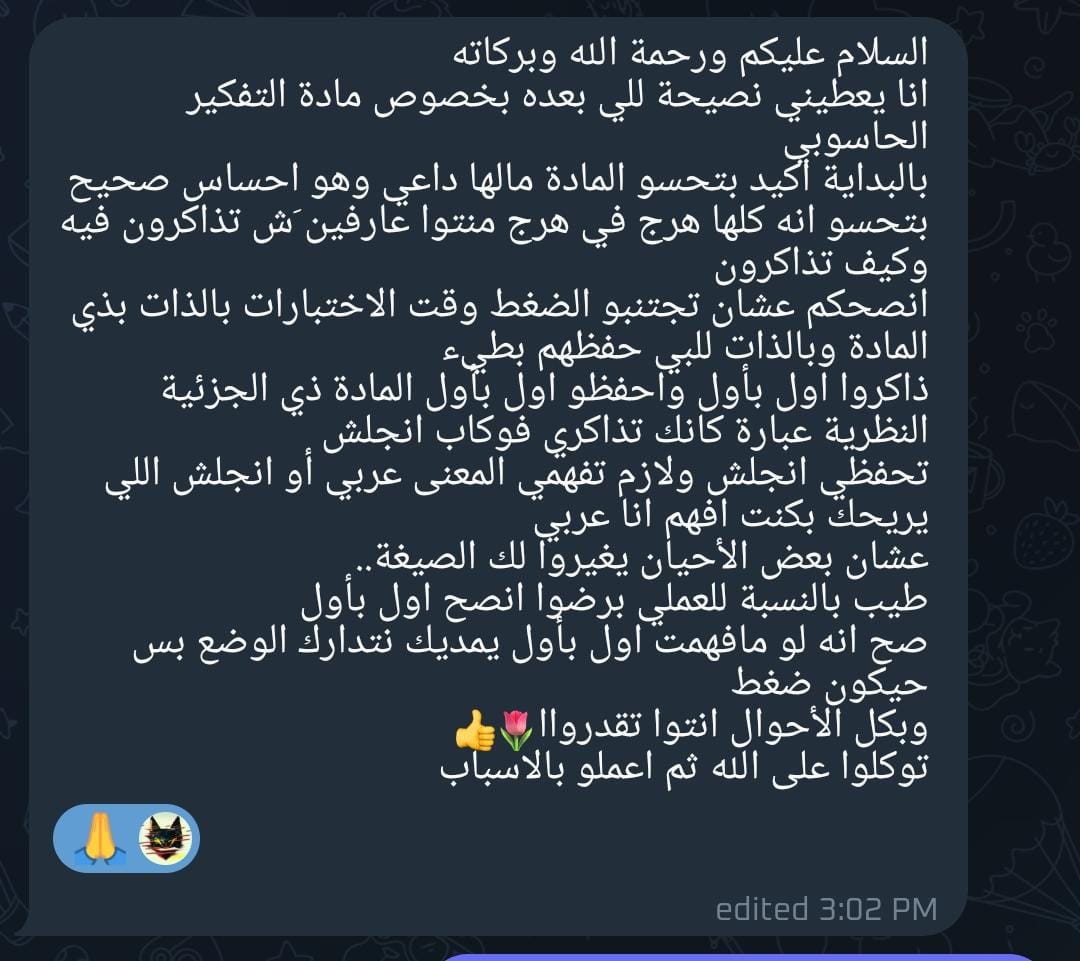 السلام عليكم ورحمة الله وبركاته
انا يعطيني نصيحة للي بعده بخصوص مادة التفكير
الحاسوبي
بالبداية أكيد بتحسو المادة مالها داعي وهو احساس صحيح
بتحسو انه كلها هرج في هرج منتوا عارفين َش تذاكرون فيه
وكيف تذاكرون
انصحكم عشان تجتنبو الضغط وقت الاختبارات بالذات بذي
المادة وبالذات للبي حفظهم بطيء
ذاكروا اول بأول واحفظو اول بأول المادة ذي الجزئية
النظرية عبارة كانك تذاكري فوكاب انجلش
تحفظي انجلش ولازم تفهمي المعنى عربي أو انجلش اللي
يريحك بكنت افهم انا عربي
عشان بعض الأحيان يغيروا لك الصيغة..
طيب بالنسبة للعملي برضوا انصح اول بأول
صح انه لو مافهمت اول بأول يمديك نتدارك الوضع بس
حيكون ضغط
وبكل الأحوال انتوا تقدرواا🌷👍
توكلوا على الله ثم اعملو بالاسباب
edited 3:02 PM